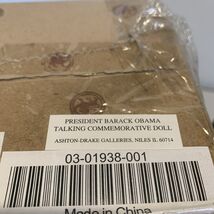 PRESIDENT BARACK OBAMA
TALKING COMMEMORATIVE DOLL
ASHTON-DRAKE GALLERIES, NILES IL 60714
03-01938-001
Made in China